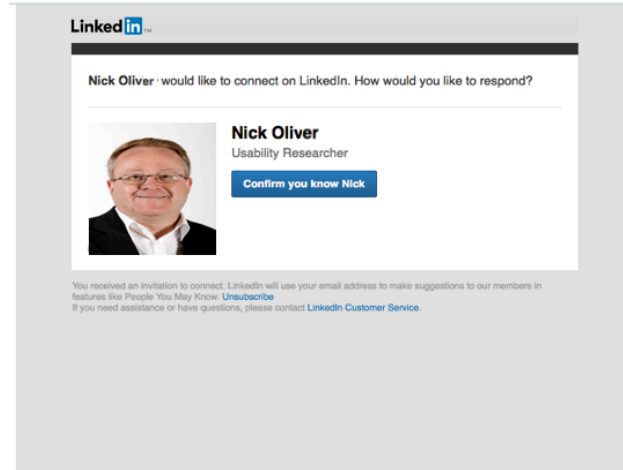 Linked in ™
Nick Oliver would like to connect on LinkedIn. How would you like to respond?
Nick Oliver
Usability Researcher
Confirm you know Nick
You received an invitation to connect. LinkedIn will use your email address to make suggestions to our members in
features like People You May Know. Unsubscribe
If you need assistance or have questions, please contact LinkedIn Customer Service.